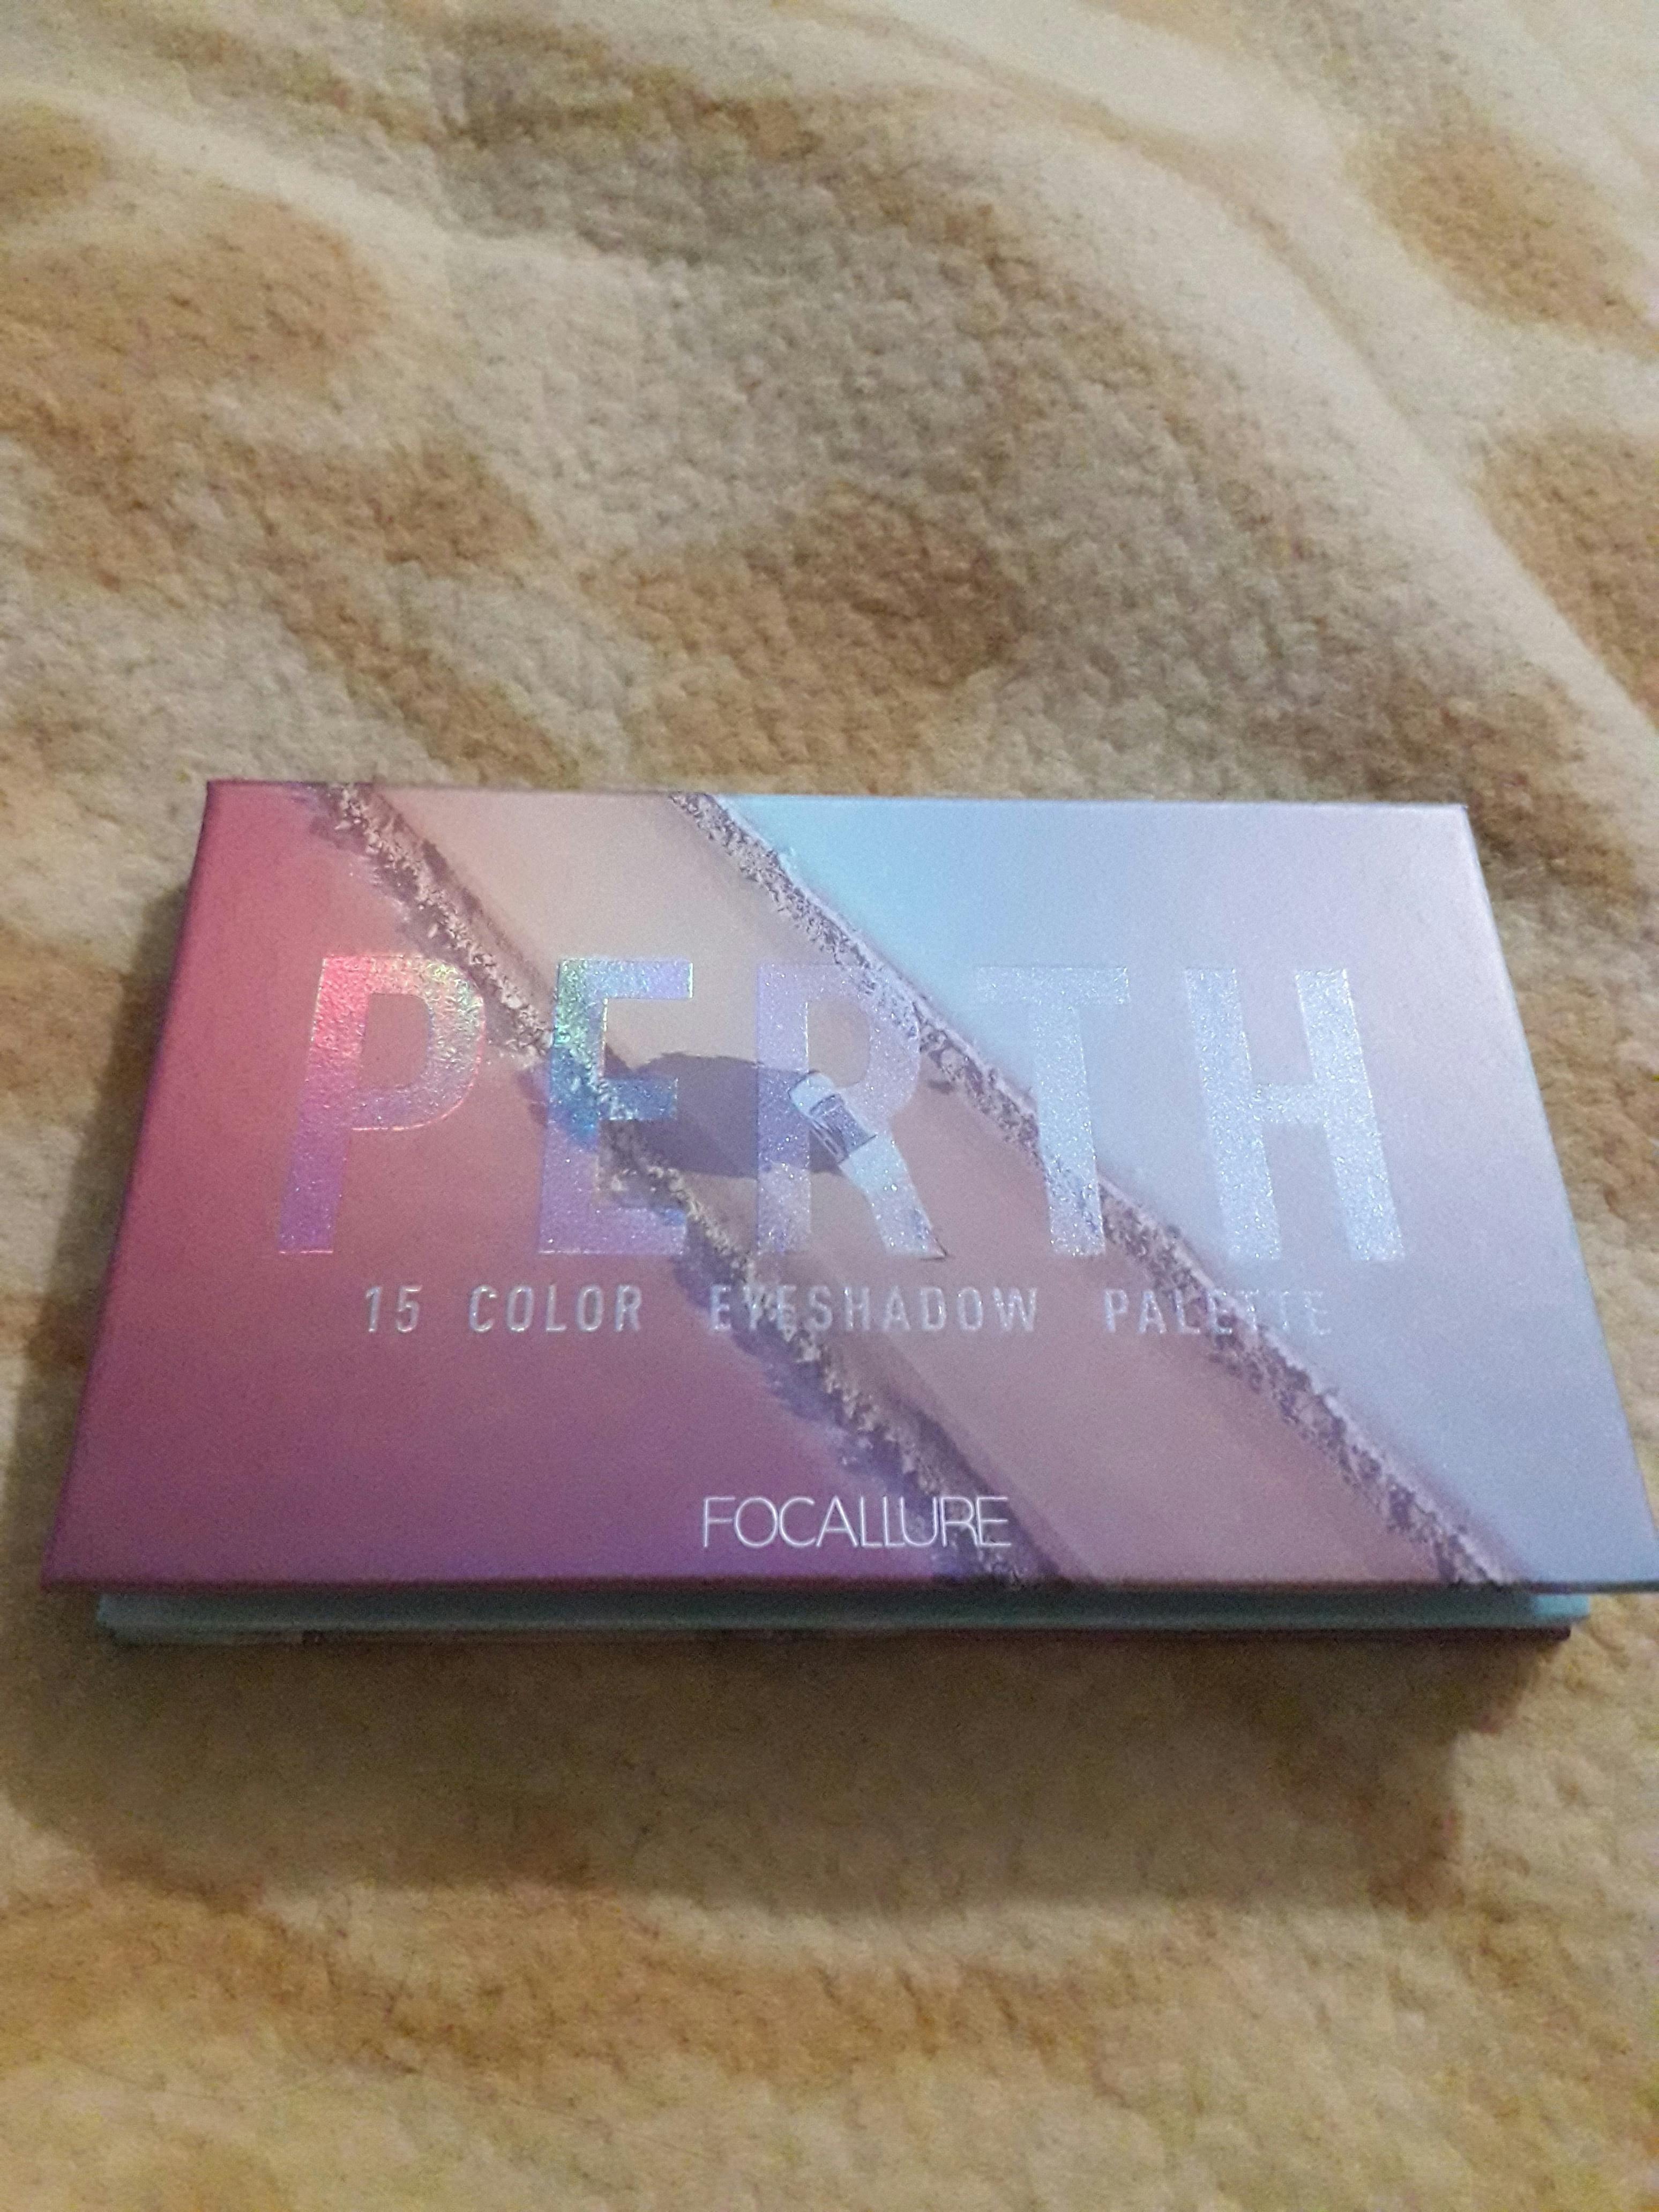 PERTH
15 COLOR EYESHADOW PALETTE
FOCALLURE